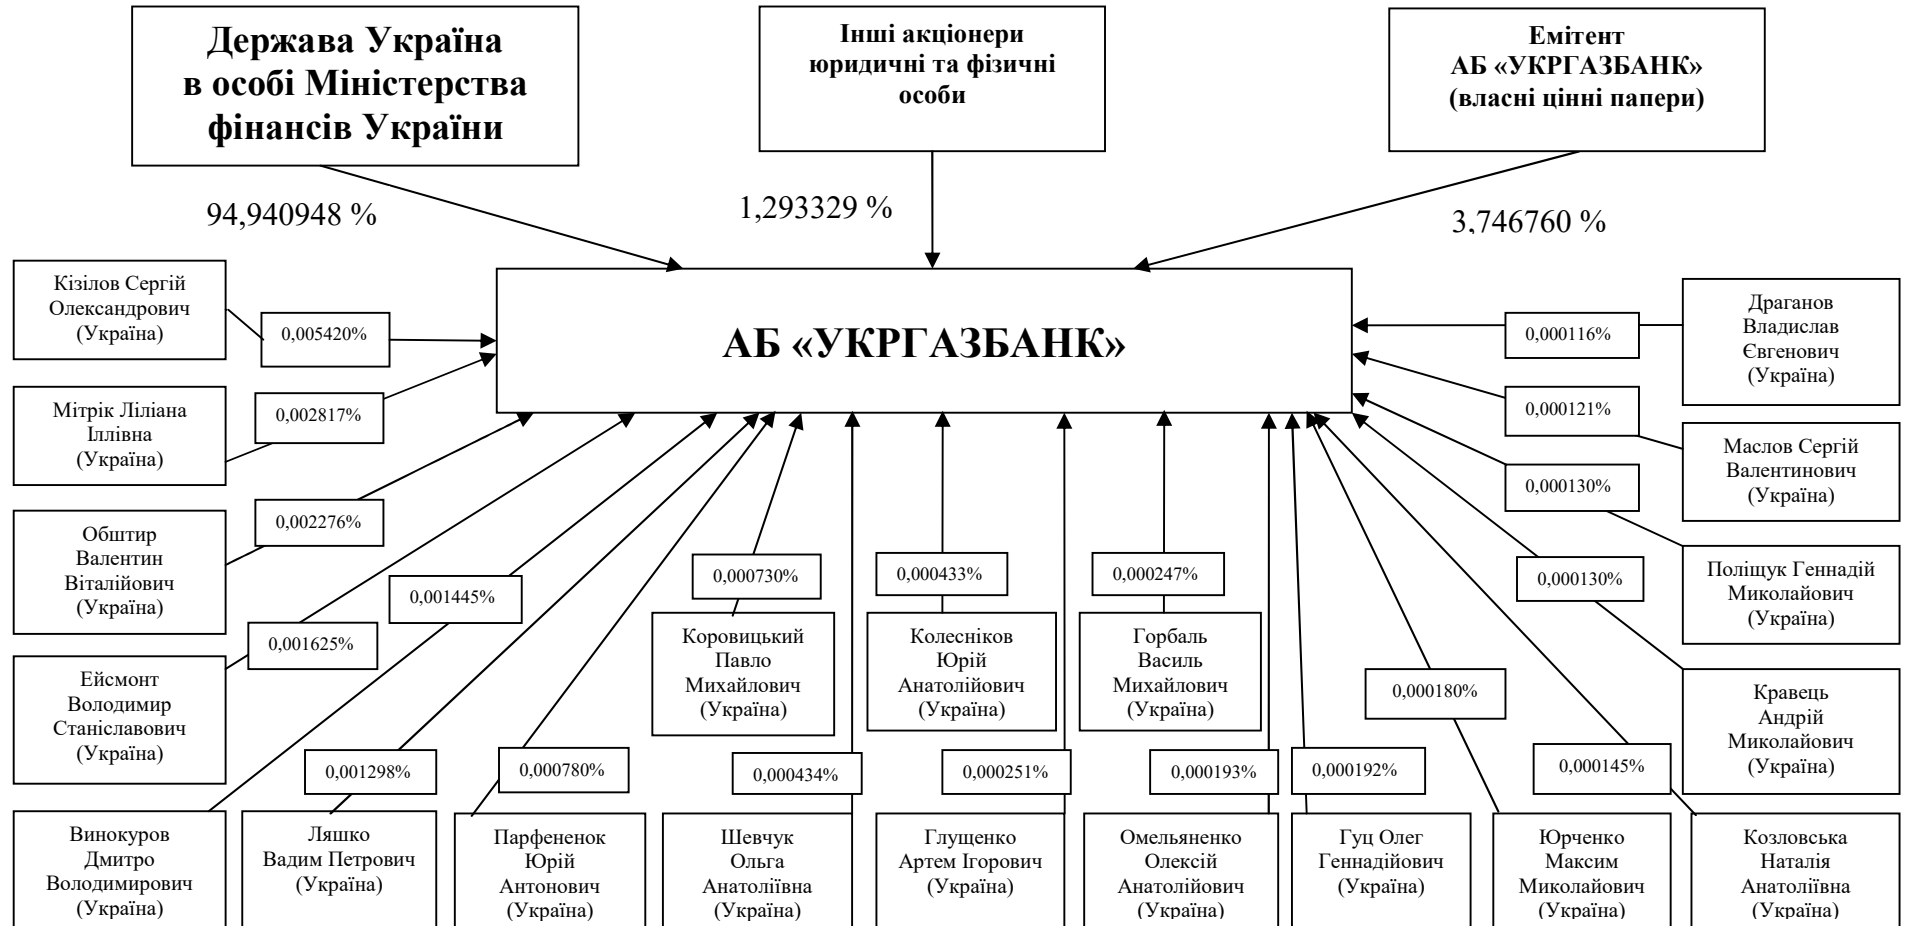 Держава Україна
в особі Міністерства
фінансів України
Інші акціонери
юридичні та фізичні
особи
Емітент
АБ «УКРГАЗБАНК»
(власні цінні папери)
94,940948 %
1,293329 %
3,746760 %
АБ «УКРГАЗБАНК»
Кізілов Сергій
Олександрович
(Україна)
0,005420%
Мітрік Ліліана
Іллівна
(Україна)
0,002817%
Обштир
Валентин
Віталійович
(Україна)
0,002276%
Ейсмонт
Володимир
Станіславович
(Україна)
0,001625%
Винокуров
Дмитро
Володимирович
(Україна)
0,001445%
Ляшко
Вадим Петрович
(Україна)
0,001298%
Парфененок
Юрій
Антонович
(Україна)
0,000780%
Коровицький
Павло
Михайлович
(Україна)
0,000730%
Шевчук
Ольга
Анатоліївна
(Україна)
0,000434%
Колесніков
Юрій
Анатолійович
(Україна)
0,000433%
Глущенко
Артем Ігорович
(Україна)
0,000251%
Горбаль
Василь
Михайлович
(Україна)
0,000247%
Омельяненко
Олексій
Анатолійович
(Україна)
0,000193%
Гуц Олег
Геннадійович
(Україна)
0,000192%
Юрченко
Максим
Миколайович
(Україна)
0,000180%
Козловська
Наталія
Анатоліївна
(Україна)
0,000145%
Кравець
Андрій
Миколайович
(Україна)
0,000130%
Поліщук Геннадій
Миколайович
(Україна)
0,000130%
Маслов Сергій
Валентинович
(Україна)
0,000121%
Драганов
Владислав
Євгенович
(Україна)
0,000116%